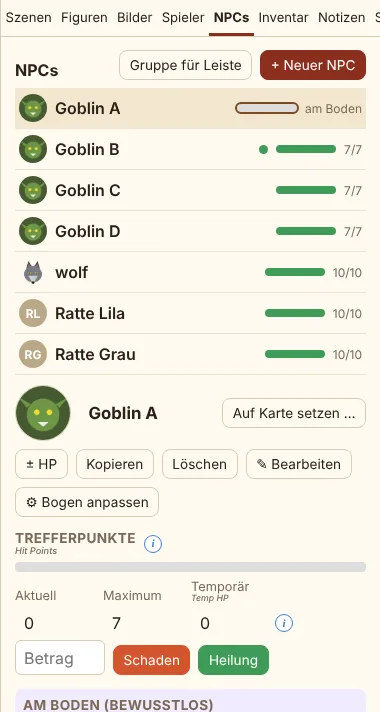 Szenen Figuren Bilder Spieler NPCs Inventar Notizen S
NPCs Gruppe für Leiste + Neuer NPC
Goblin A am Boden
Goblin B 7/7
Goblin C 7/7
Goblin D 7/7
wolf 10/10
RL Ratte Lila 10/10
RG Ratte Grau 10/10
Goblin A Auf Karte setzen ...
± HP Kopieren Löschen ✎ Bearbeiten
⚙ Bogen anpassen
TREFFERPUNKTE i
Hit Points
Aktuell Maximum Temporär
Temp HP
0 7 0 i
Betrag Schaden Heilung
AM BODEN (BEWUSSTLOS)